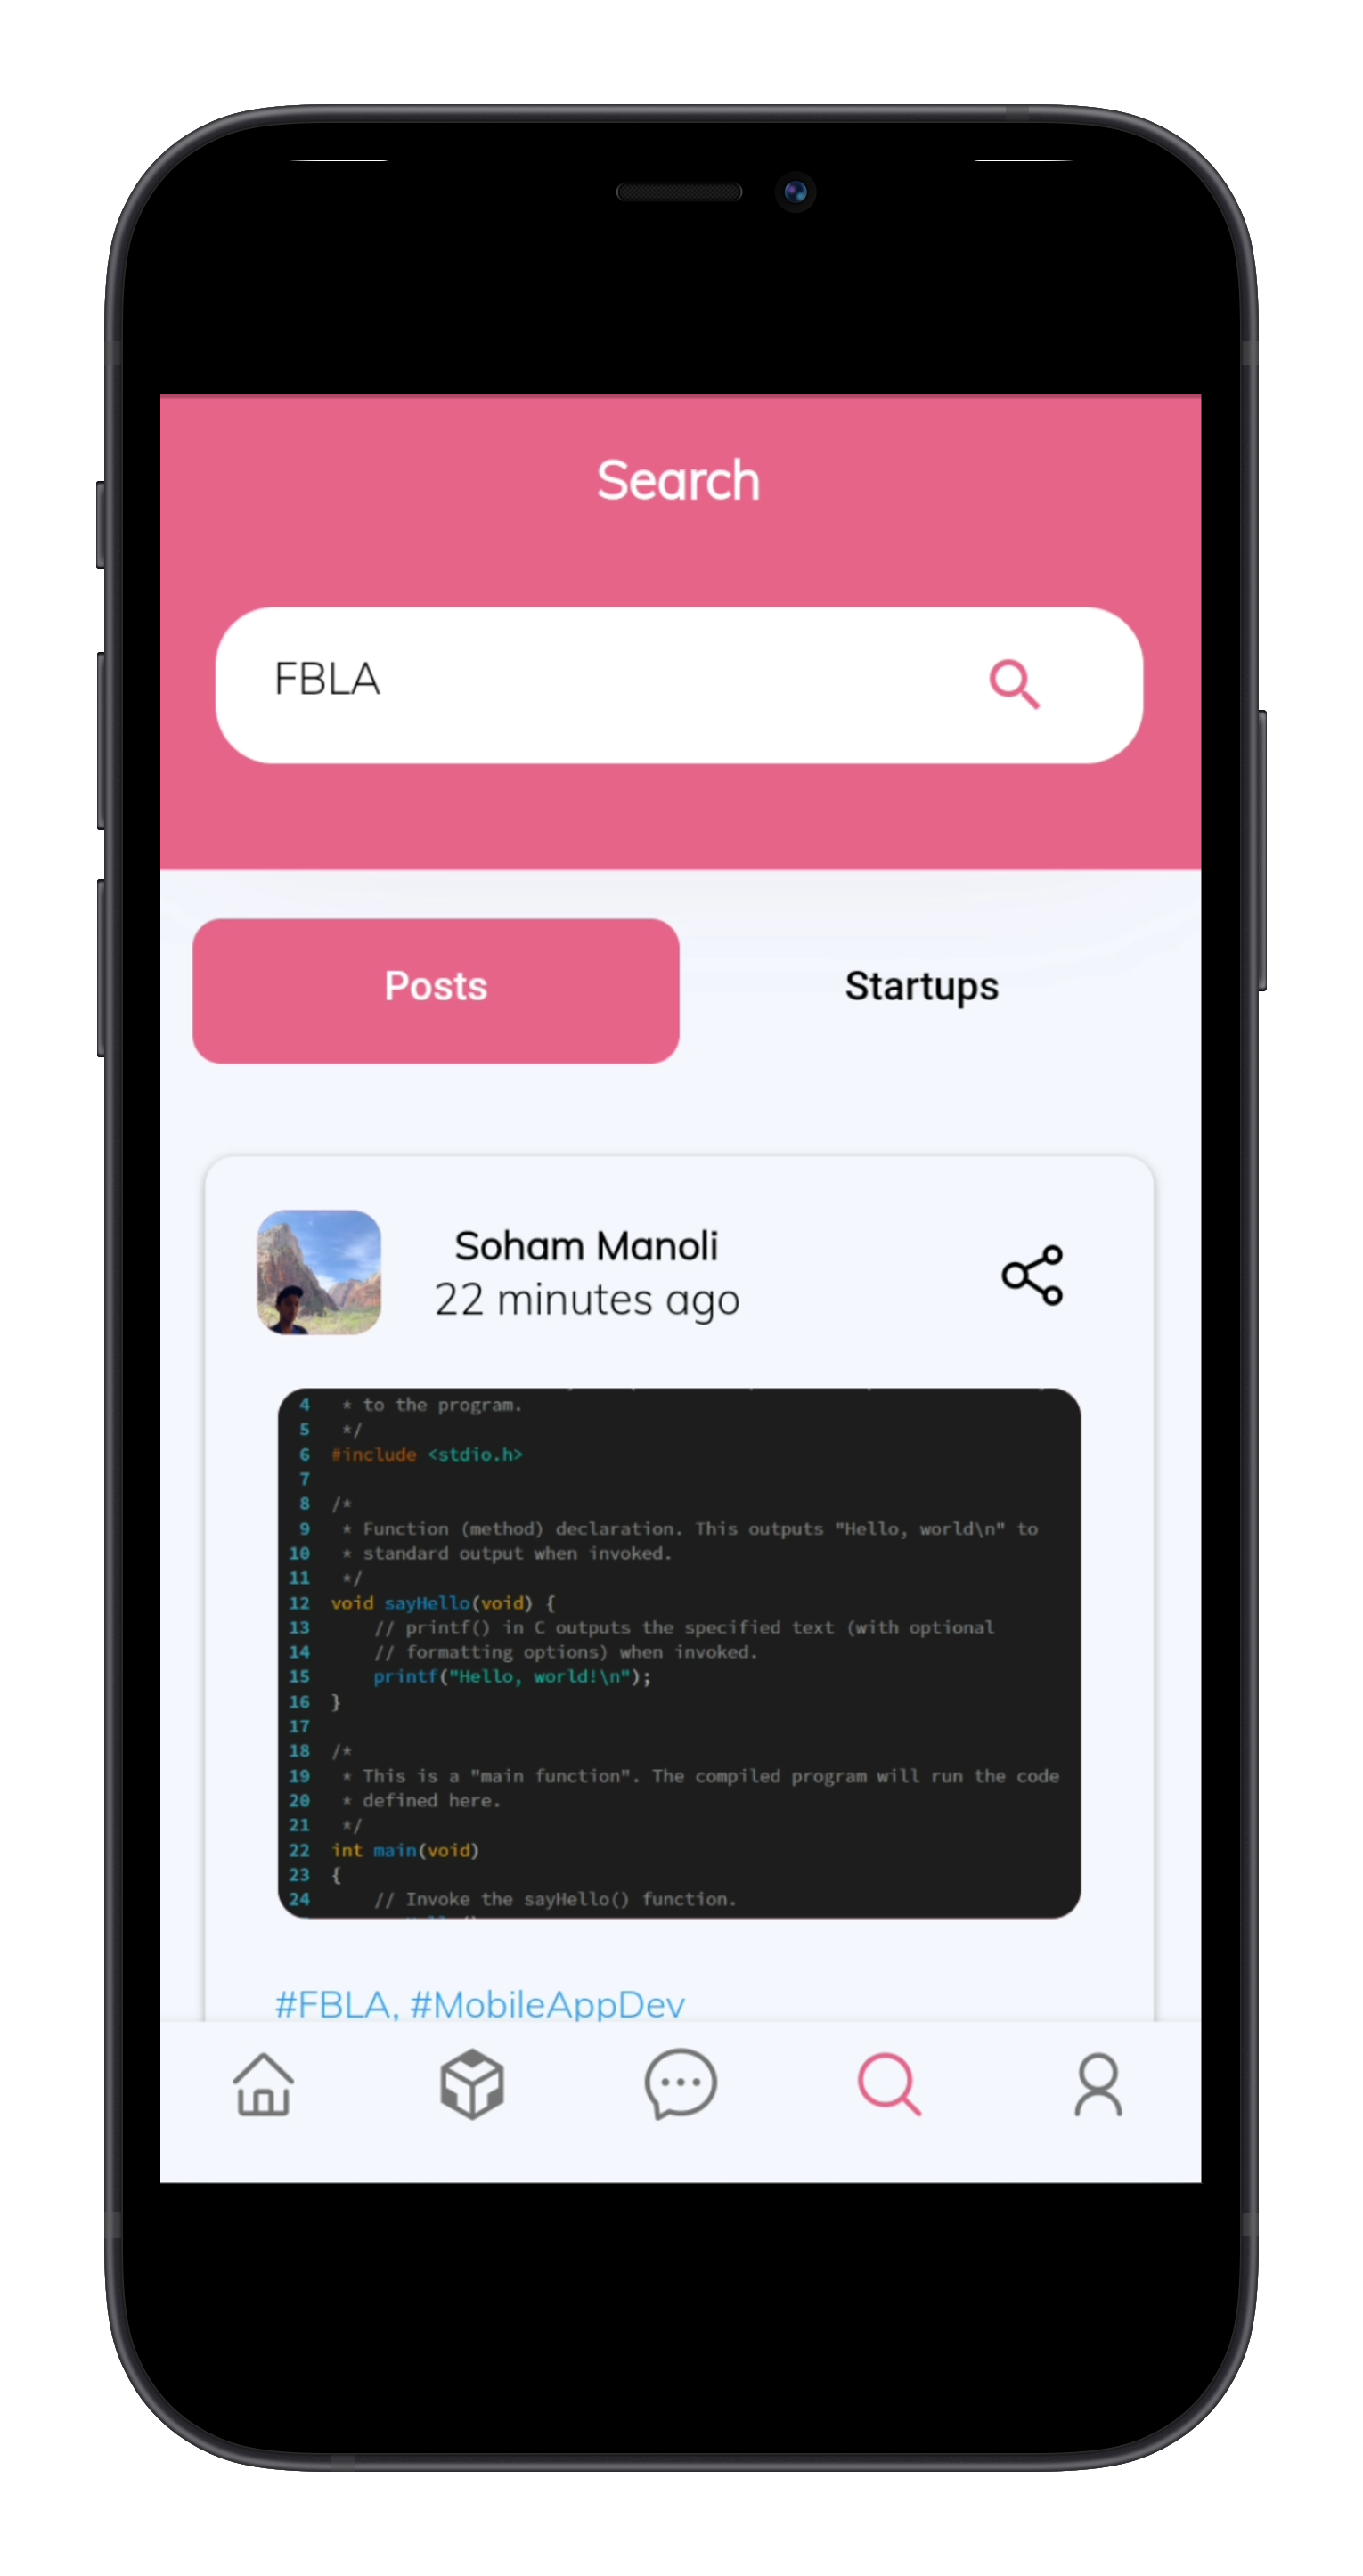 Search
FBLA
Posts
Startups
Soham Manoli
22 minutes ago
4 * to the program.
5 */
6 #include <stdio.h>
7
8 /*
9 * Function (method) declaration. This outputs "Hello, world\n" to
10 * standard output when invoked.
11 */
12 void sayHello(void) {
13 // printf() in C outputs the specified text (with optional
14 // formatting options) when invoked.
15 printf("Hello, world!\n");
16 }
17
18 /*
19 * This is a "main function". The compiled program will run the code
20 * defined here.
21 */
22 int main(void)
23 {
24 // Invoke the sayHello() function.
#FBLA, #MobileAppDev